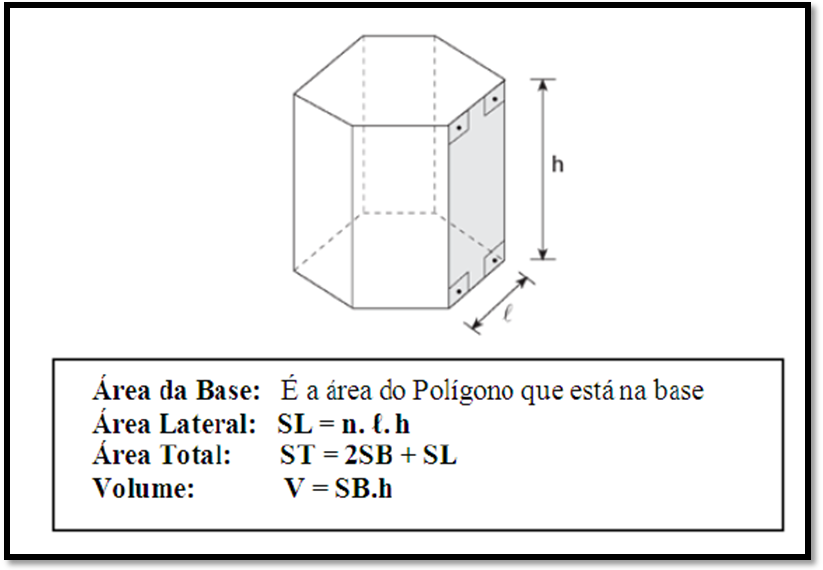 h
ℓ
Área da Base: É a área do Polígono que está na base
Área Lateral: SL = n. ℓ. h
Área Total: ST = 2SB + SL
Volume: V = SB.h